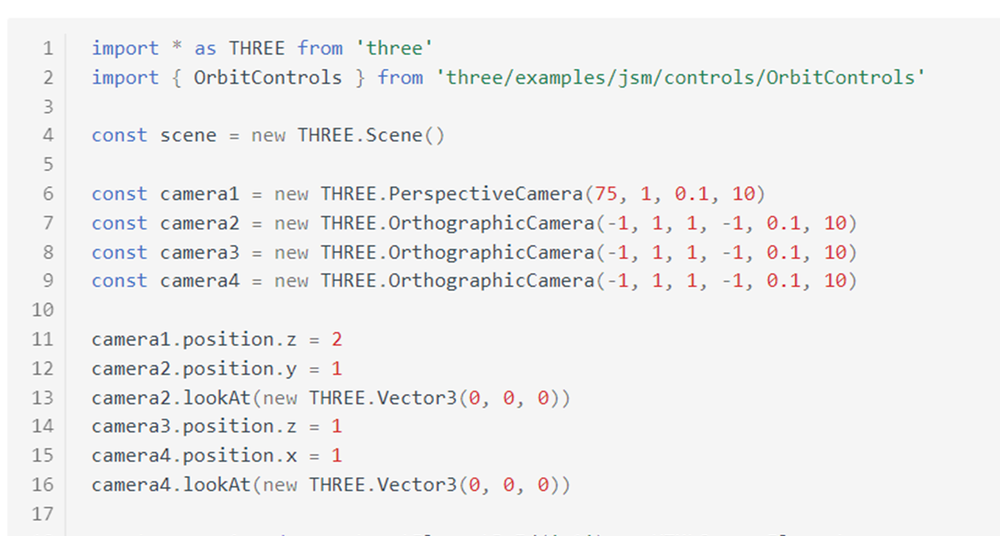 1 import * as THREE from 'three'
2 import { OrbitControls } from 'three/examples/jsm/controls/OrbitControls'
3
4 const scene = new THREE.Scene()
5
6 const camera1 = new THREE.PerspectiveCamera(75, 1, 0.1, 10)
7 const camera2 = new THREE.OrthographicCamera(-1, 1, 1, -1, 0.1, 10)
8 const camera3 = new THREE.OrthographicCamera(-1, 1, 1, -1, 0.1, 10)
9 const camera4 = new THREE.OrthographicCamera(-1, 1, 1, -1, 0.1, 10)
10
11 camera1.position.z = 2
12 camera2.position.y = 1
13 camera2.lookAt(new THREE.Vector3(0, 0, 0))
14 camera3.position.z = 1
15 camera4.position.x = 1
16 camera4.lookAt(new THREE.Vector3(0, 0, 0))
17